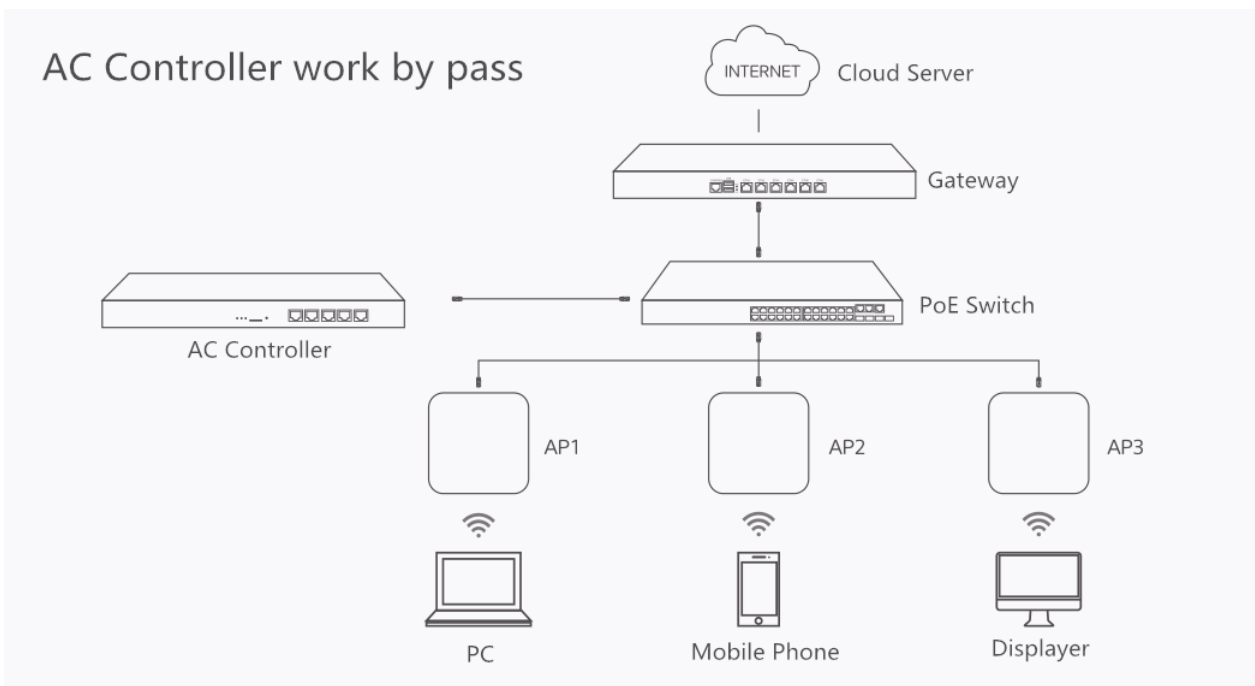 AC Controller work by pass
INTERNET
Cloud Server
Gateway
PoE Switch
AC Controller
AP1
AP2
AP3
PC
Mobile Phone
Displayer